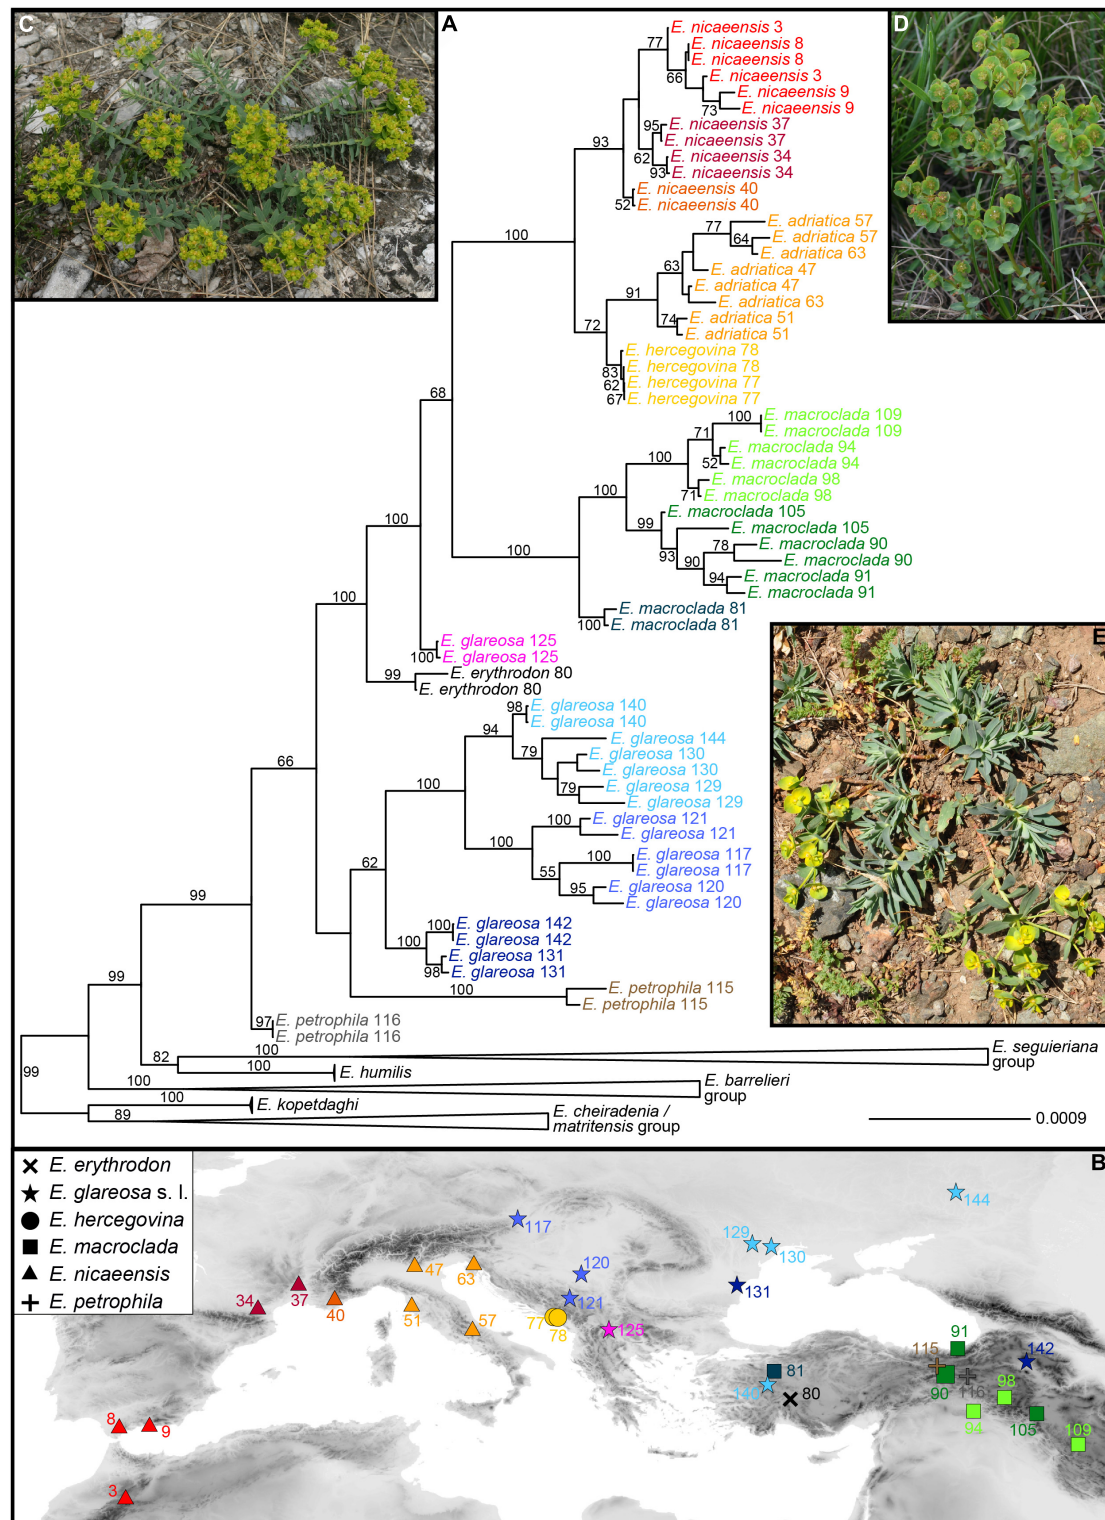 C
A
D
E. nicaeensis 3
77
E. nicaeensis 8
E. nicaeensis 8
66
E. nicaeensis 3
E. nicaeensis 9
73
E. nicaeensis 9
95
E. nicaeensis 37
93
E. nicaeensis 37
62
E. nicaeensis 34
93
E. nicaeensis 34
E. nicaeensis 40
52
E. nicaeensis 40
77
E. adriatica 57
100
64
E. adriatica 57
E. adriatica 63
63
E. adriatica 47
E. adriatica 47
91
E. adriatica 63
74
E. adriatica 51
72
E. adriatica 51
E. hercegovina 78
83
E. hercegovina 78
62
E. hercegovina 77
67
E. hercegovina 77
68
100
E. macroclada 109
E. macroclada 109
71
E. macroclada 94
100
52
E. macroclada 94
E. macroclada 98
100
71
E. macroclada 98
E. macroclada 105
100
99
E. macroclada 105
78
E. macroclada 90
100
93
90
E. macroclada 90
94
E. macroclada 91
E. macroclada 91
100
E. macroclada 81
100
E. macroclada 81
E
E. glareosa 125
100
E. glareosa 125
99
E. erythrodon 80
E. erythrodon 80
98
E. glareosa 140
E. glareosa 140
94
E. glareosa 144
79
E. glareosa 130
66
E. glareosa 130
100
79
E. glareosa 129
E. glareosa 129
100
E. glareosa 121
100
E. glareosa 121
100
E. glareosa 117
62
E. glareosa 117
55
95
E. glareosa 120
99
E. glareosa 120
100
E. glareosa 142
100
E. glareosa 142
E. glareosa 131
98
E. glareosa 131
99
100
E. petrophila 115
E. petrophila 115
97
E. petrophila 116
E. petrophila 116
82
100
E. seguieriana
group
99
100
E. humilis
100
E. barrelieri
group
100
E. kopetdaghi
89
E. cheiradenia /
matritensis group
0.0009
B
E. erythrodon
E. glareosa s. l.
E. hercegovina
E. macroclada
E. nicaeensis
E. petrophila
144
117
129
130
120
47
63
131
37
34
40
121
51
57
77
78
125
91
115
142
81
140
80
90
116
98
8
9
94
105
109
3